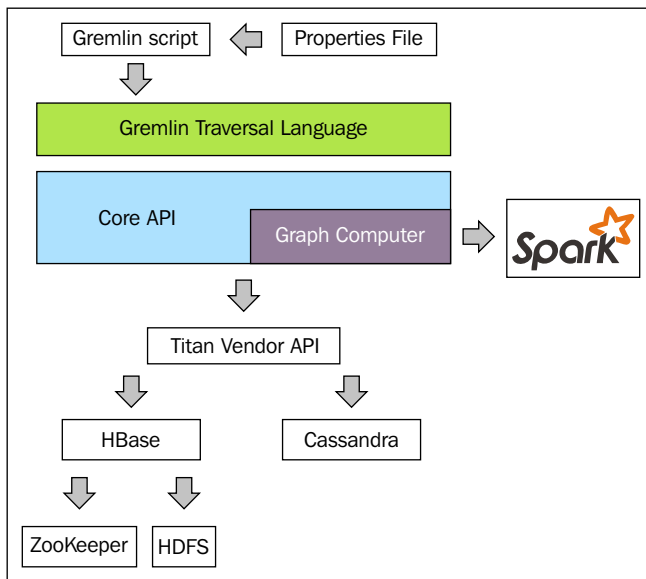 Gremlin script
Properties File
Gremlin Traversal Language
Core API
Graph Computer
Spark
Titan Vendor API
HBase
Cassandra
ZooKeeper
HDFS